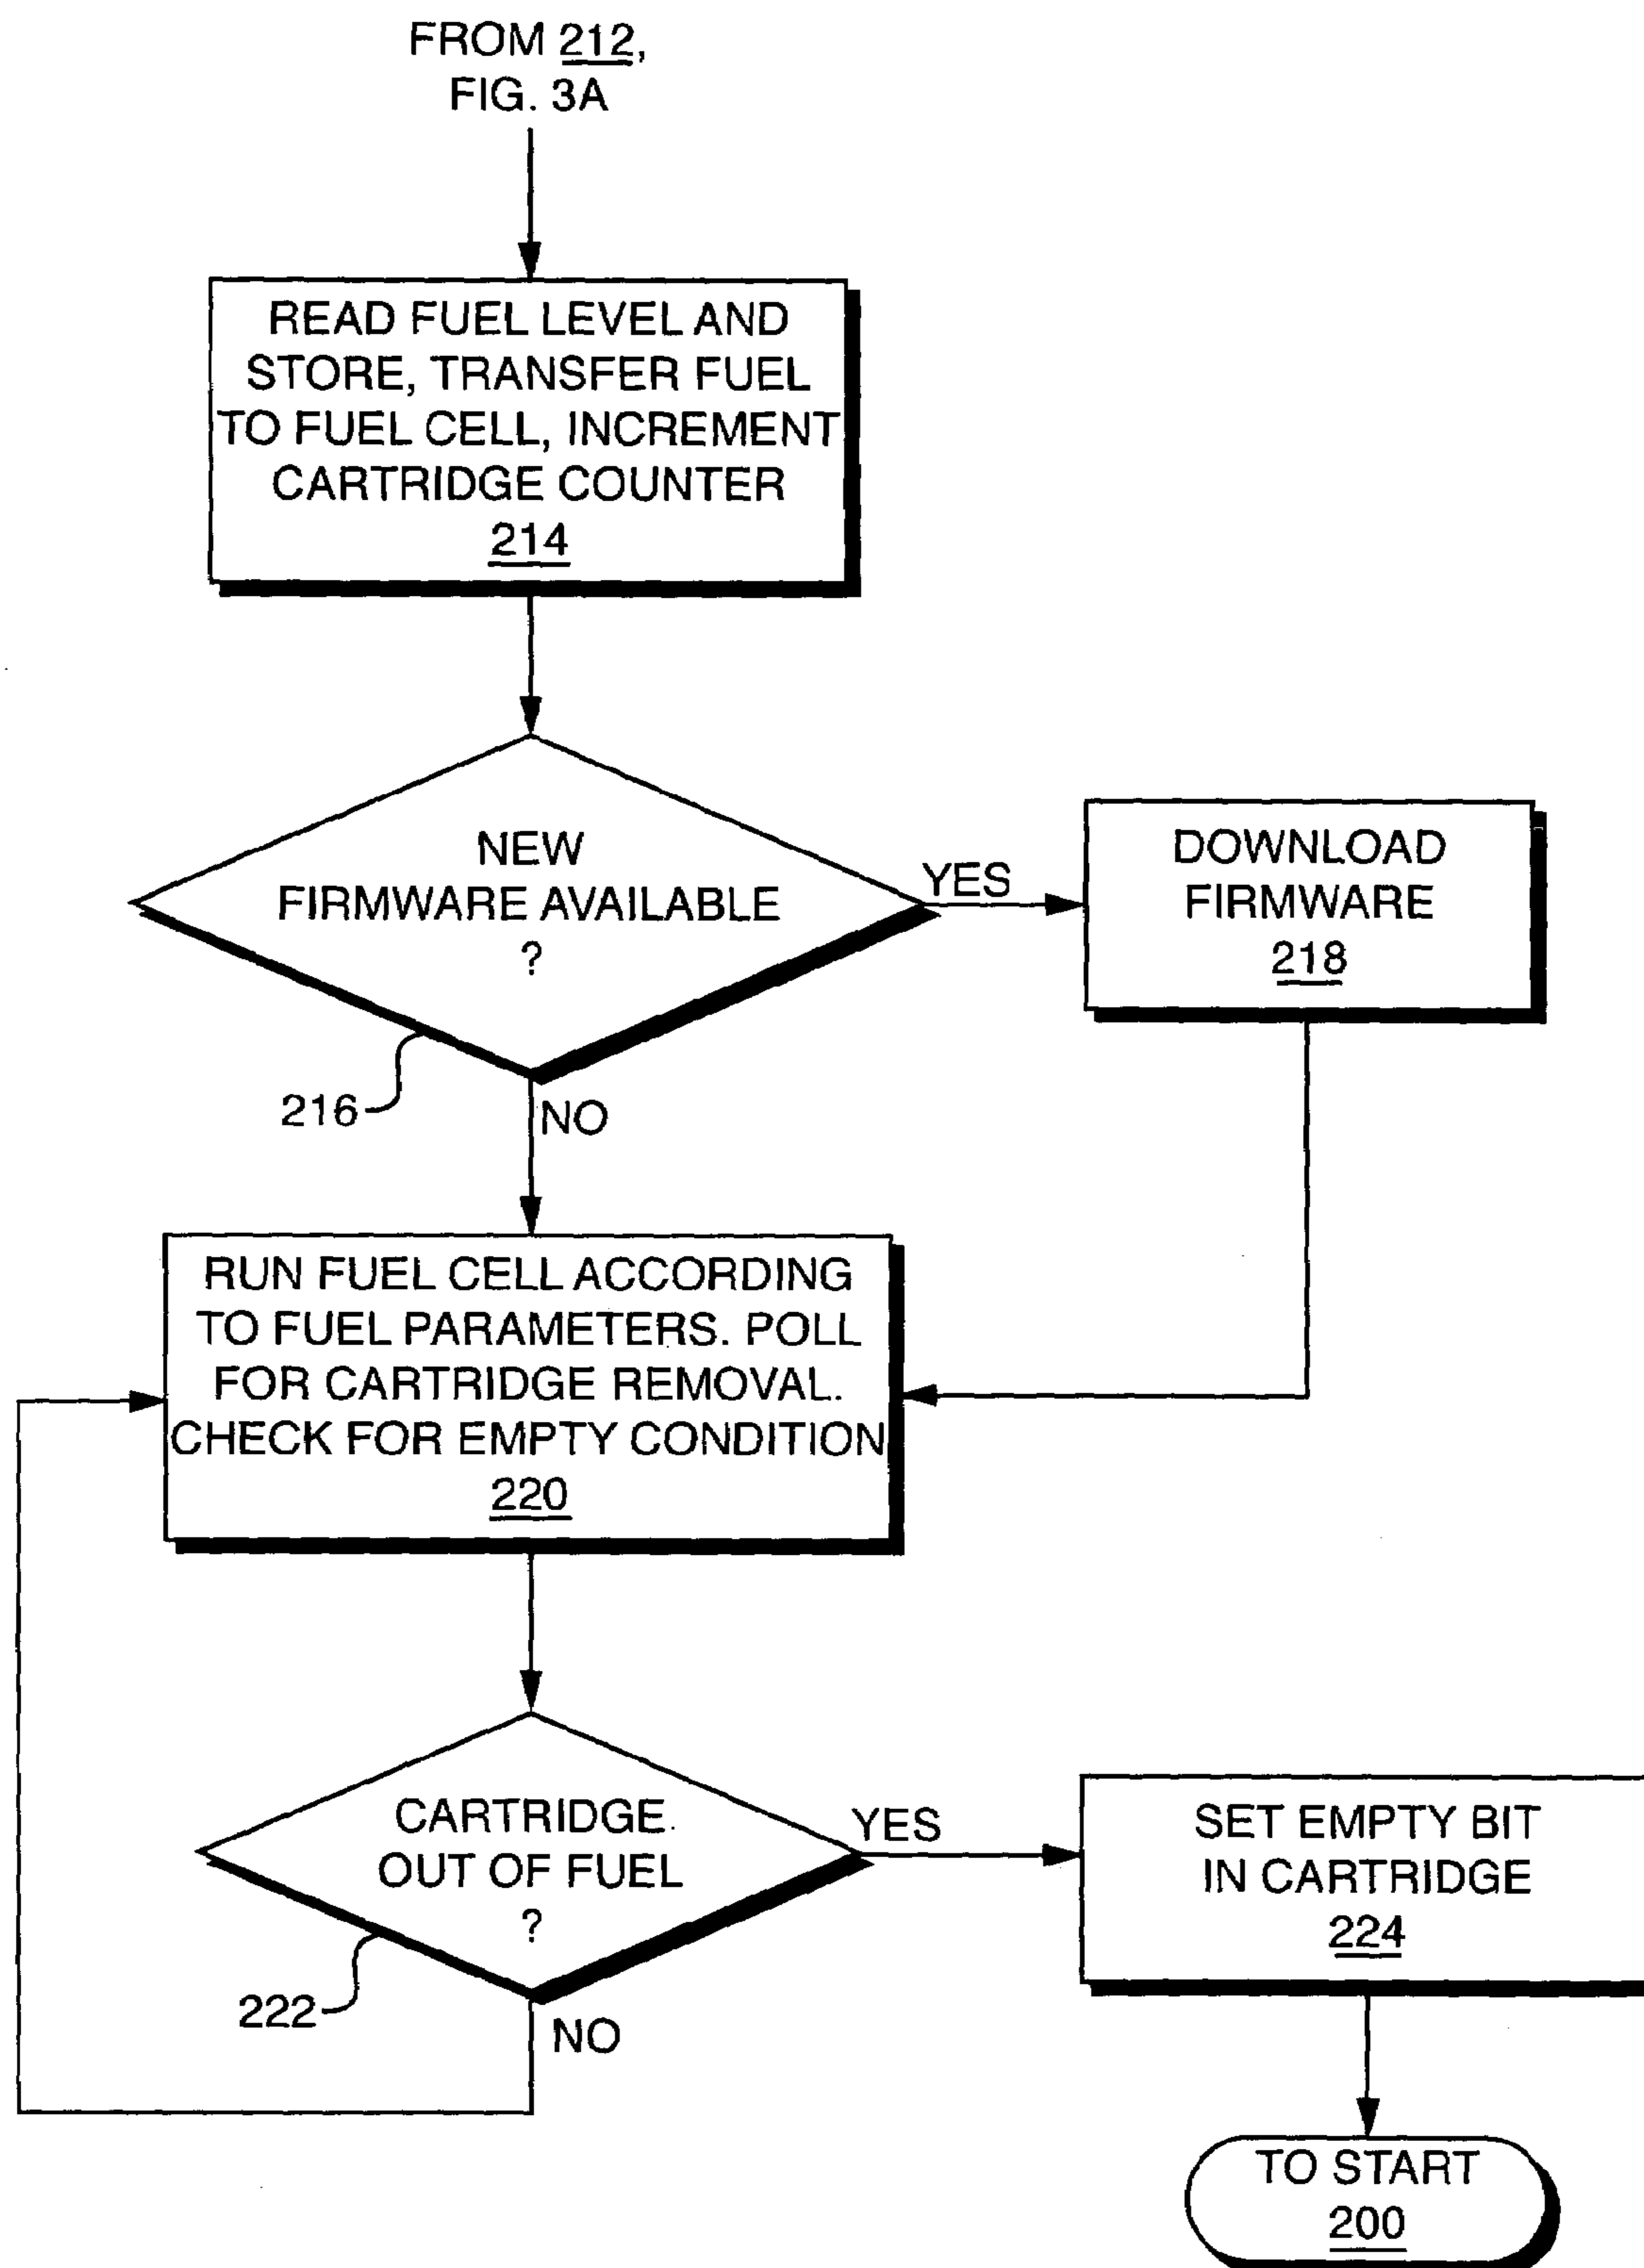 FROM 212,
FIG. 3A
READ FUEL LEVEL AND
STORE, TRANSFER FUEL
TO FUEL CELL, INCREMENT
CARTRIDGE COUNTER
214
NEW
FIRMWARE AVAILABLE
?
YES
DOWNLOAD
FIRMWARE
218
216
NO
RUN FUEL CELL ACCORDING
TO FUEL PARAMETERS. POLL
FOR CARTRIDGE REMOVAL.
CHECK FOR EMPTY CONDITION
220
CARTRIDGE
OUT OF FUEL
?
YES
SET EMPTY BIT
IN CARTRIDGE
224
222
NO
TO START
200